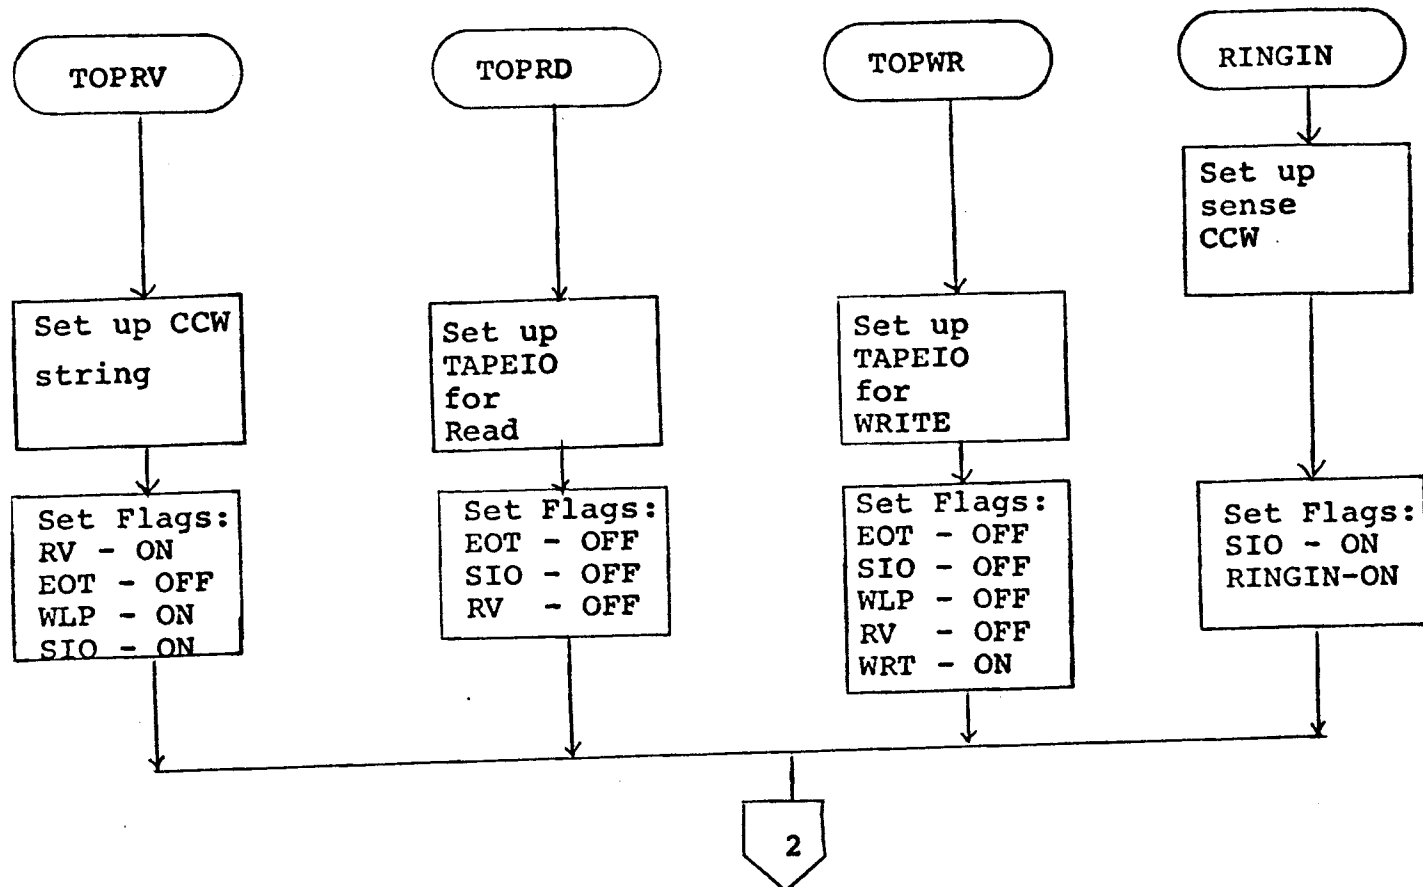 TOPRV
TOPRD
TOPWR
RINGIN
Set up
sense
CCW
Set up CCW
string
Set up
TAPEIO
for
Read
Set up
TAPEIO
for
WRITE
Set Flags:
RV - ON
EOT - OFF
WLP - ON
SIO - ON
Set Flags:
EOT - OFF
SIO - OFF
RV - OFF
Set Flags:
EOT - OFF
SIO - OFF
WLP - OFF
RV - OFF
WRT - ON
Set Flags:
SIO - ON
RINGIN-ON
2